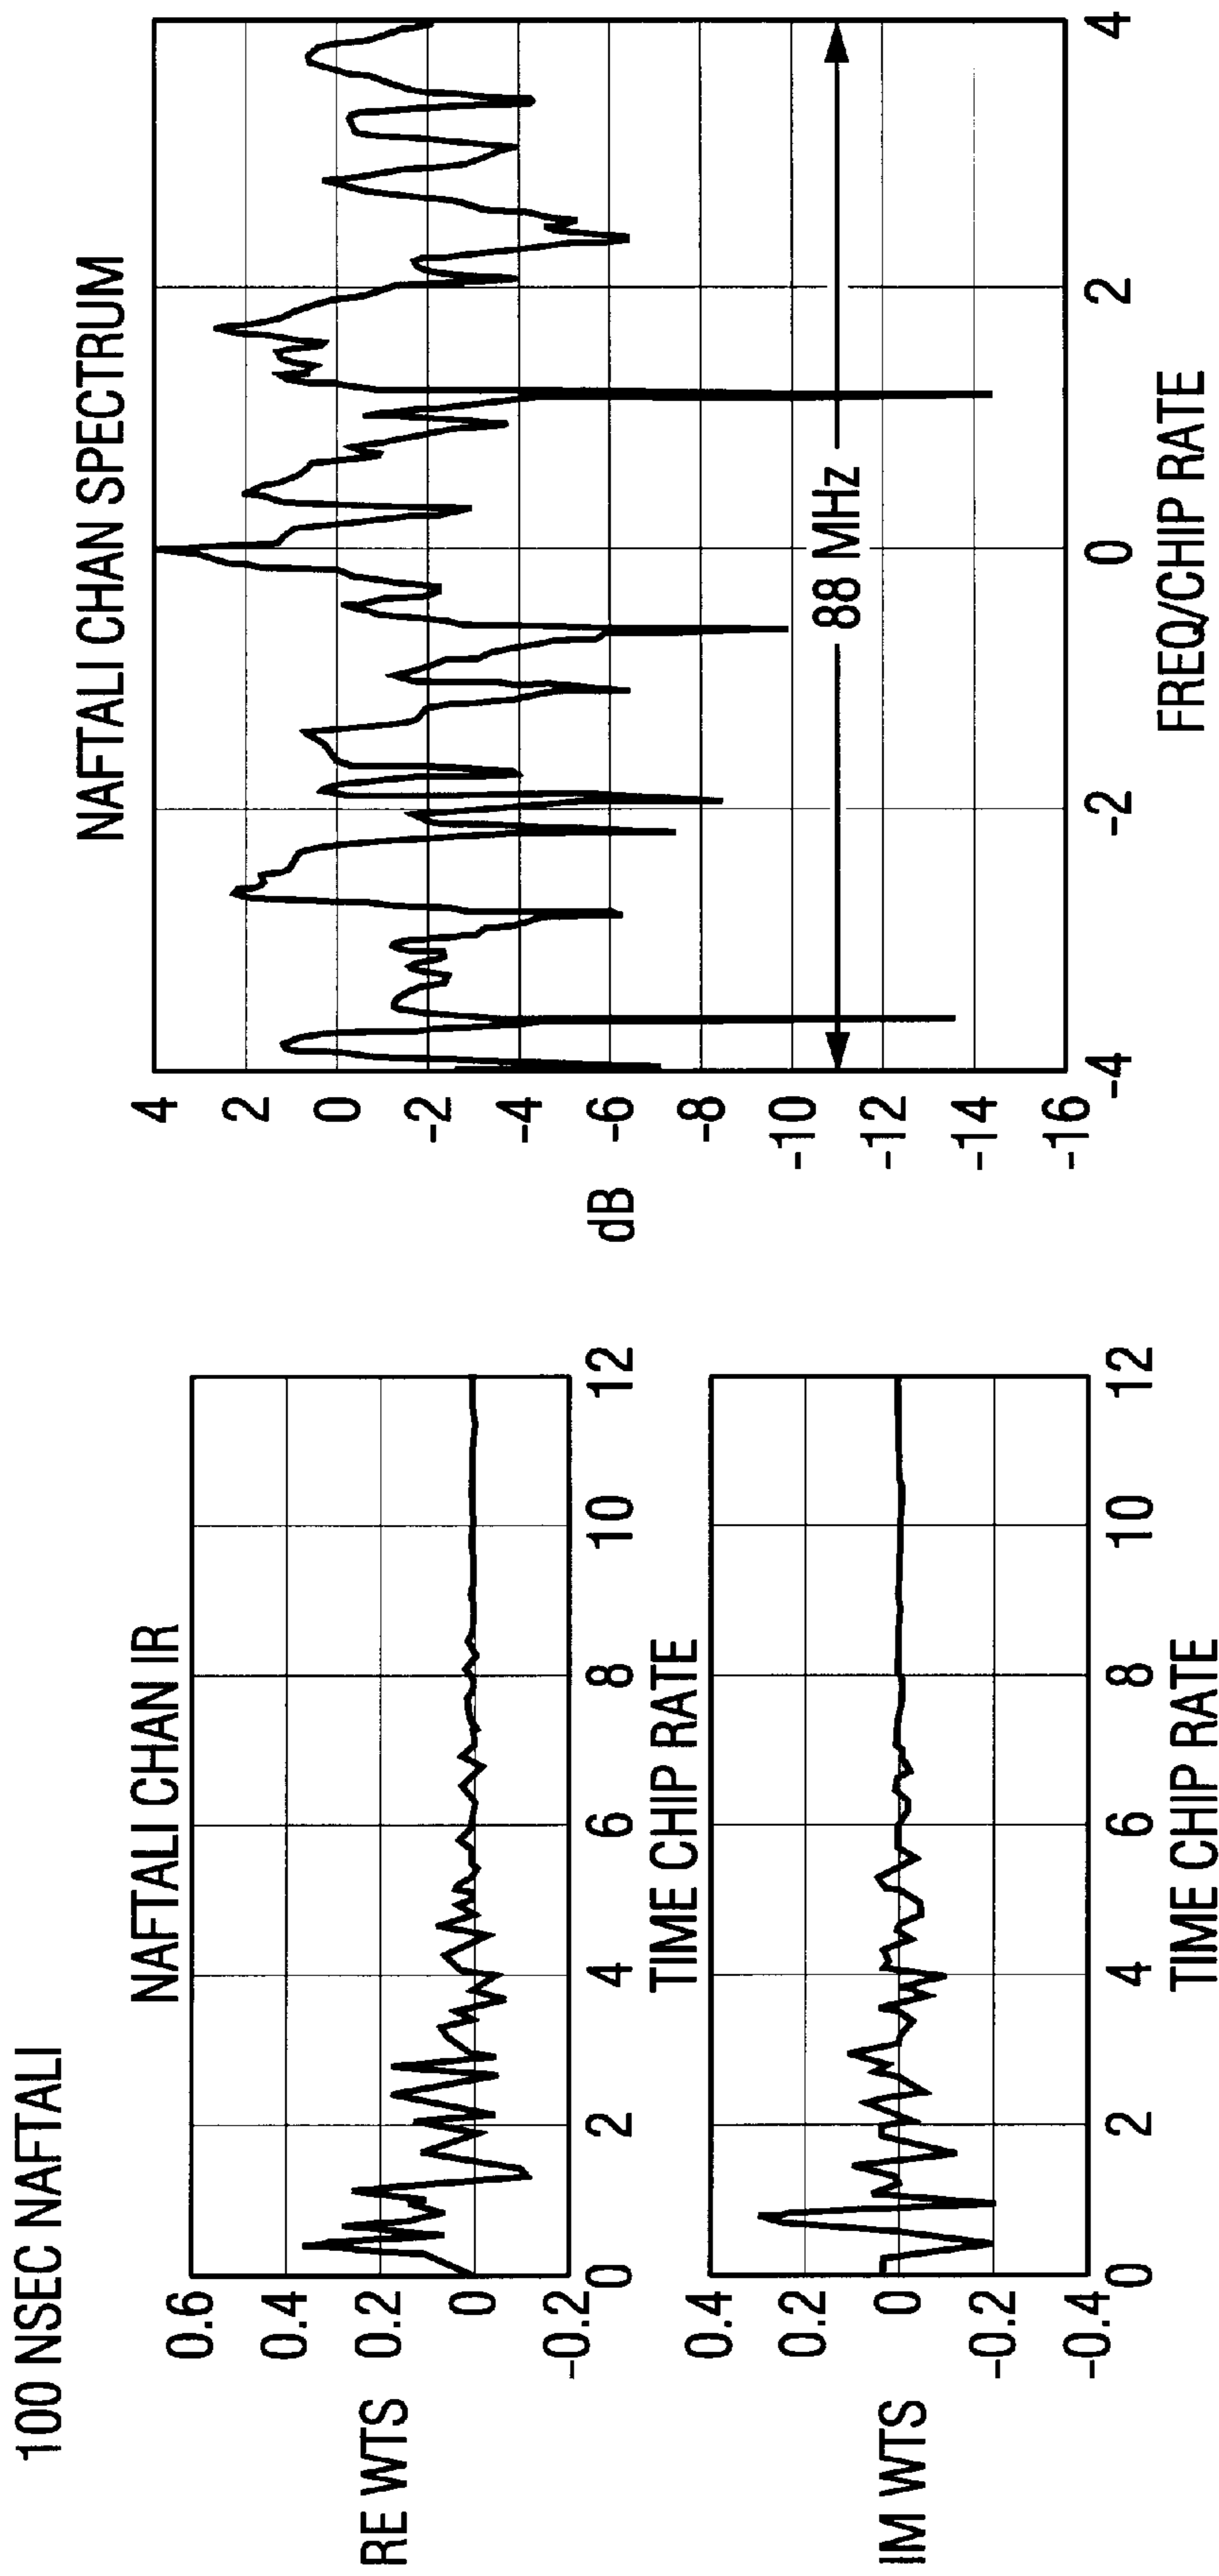 100 NSEC NAFTALI
NAFTALI CHAN IR
0.6
0.4
0.2
0
-0.2
RE WTS
0 2 4 6 8 10 12
TIME CHIP RATE
0.4
0.2
0
-0.2
-0.4
IM WTS
0 2 4 6 8 10 12
TIME CHIP RATE
NAFTALI CHAN SPECTRUM
4
2
0
-2
-4
-6
-8
-10
-12
-14
-16
dB
88 MHz
-4 -2 0 2 4
FREQ/CHIP RATE